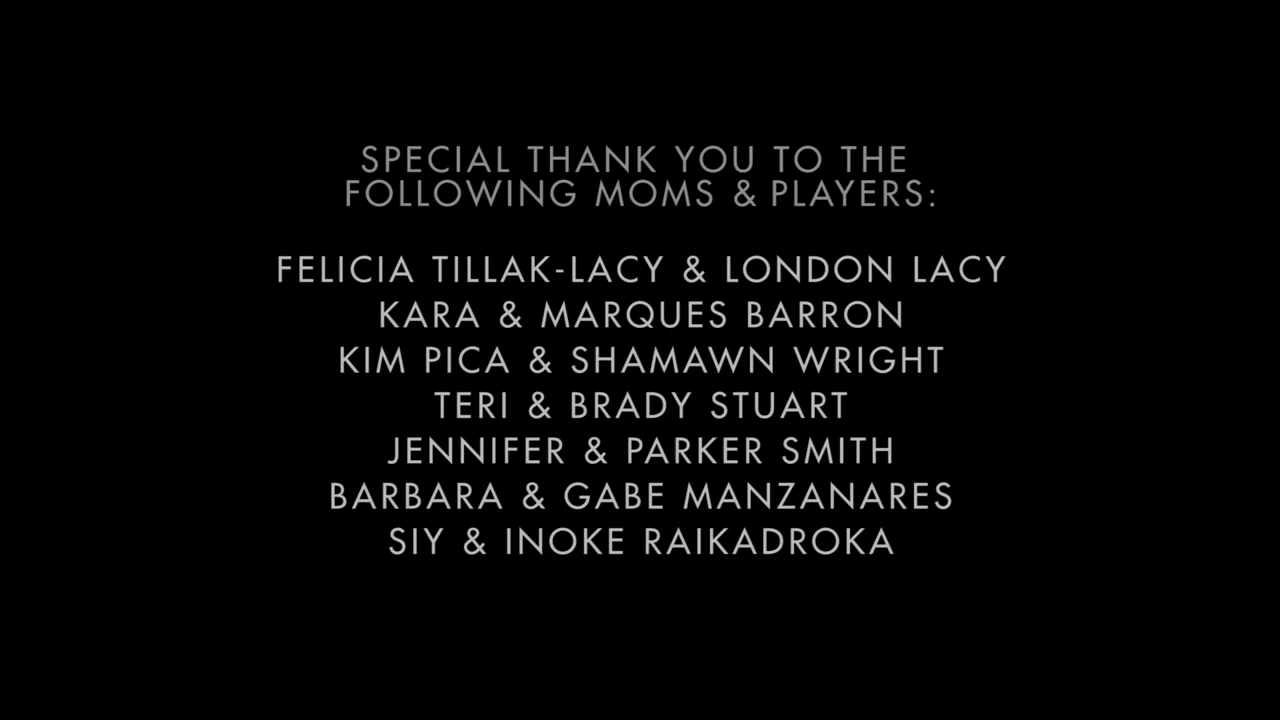 SPECIAL THANK YOU TO THE
FOLLOWING MOMS & PLAYERS:
FELICIA TILLAK-LACY & LONDON LACY
KARA & MARQUES BARRON
KIM PICA & SHAMAWN WRIGHT
TERI & BRADY STUART
JENNIFER & PARKER SMITH
BARBARA & GABE MANZANARES
SIY & INOKE RAIKADROKA